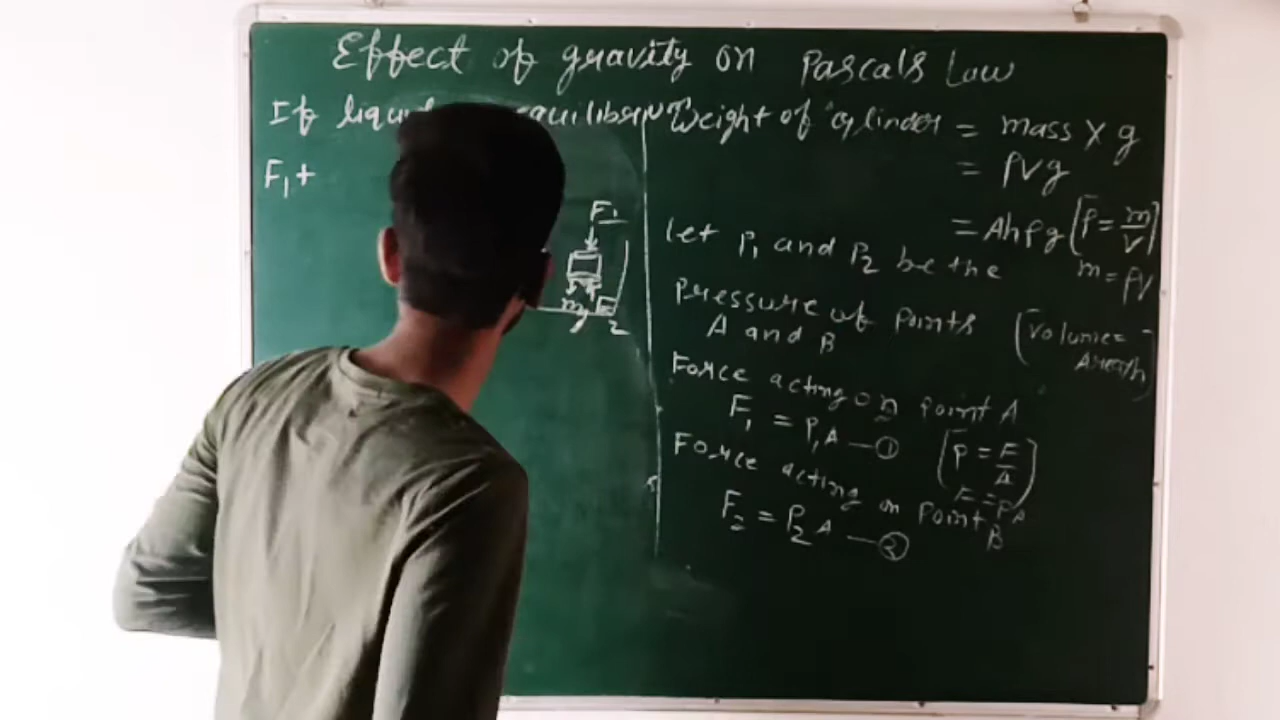 Effect of gravity on Pascals Law
If
F₁+
F₁
mg
2
Weight of cylinder = mass X g
= ρVg
= Ahρg [ρ = m/V]
m = ρV
Let P₁ and P₂ be the
pressure of points
A and B
[Volume =
Area×h]
Force acting on point A
F₁ = P₁A — ①
[P = F/A
F = PA]
Force acting on point B
F₂ = P₂A — ②